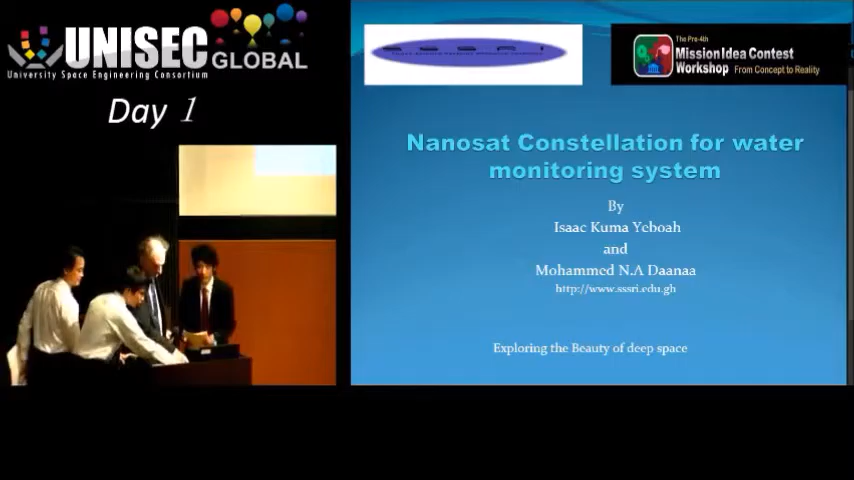 UNISEC GLOBAL
University Space Engineering Consortium
Day 1
S S S R I
The Pre-4th
Mission Idea Contest
Workshop From Concept to Reality
Nanosat Constellation for water
monitoring system
By
Isaac Kuma Yeboah
and
Mohammed N.A Daanaa
http://www.sssri.edu.gh
Exploring the Beauty of deep space